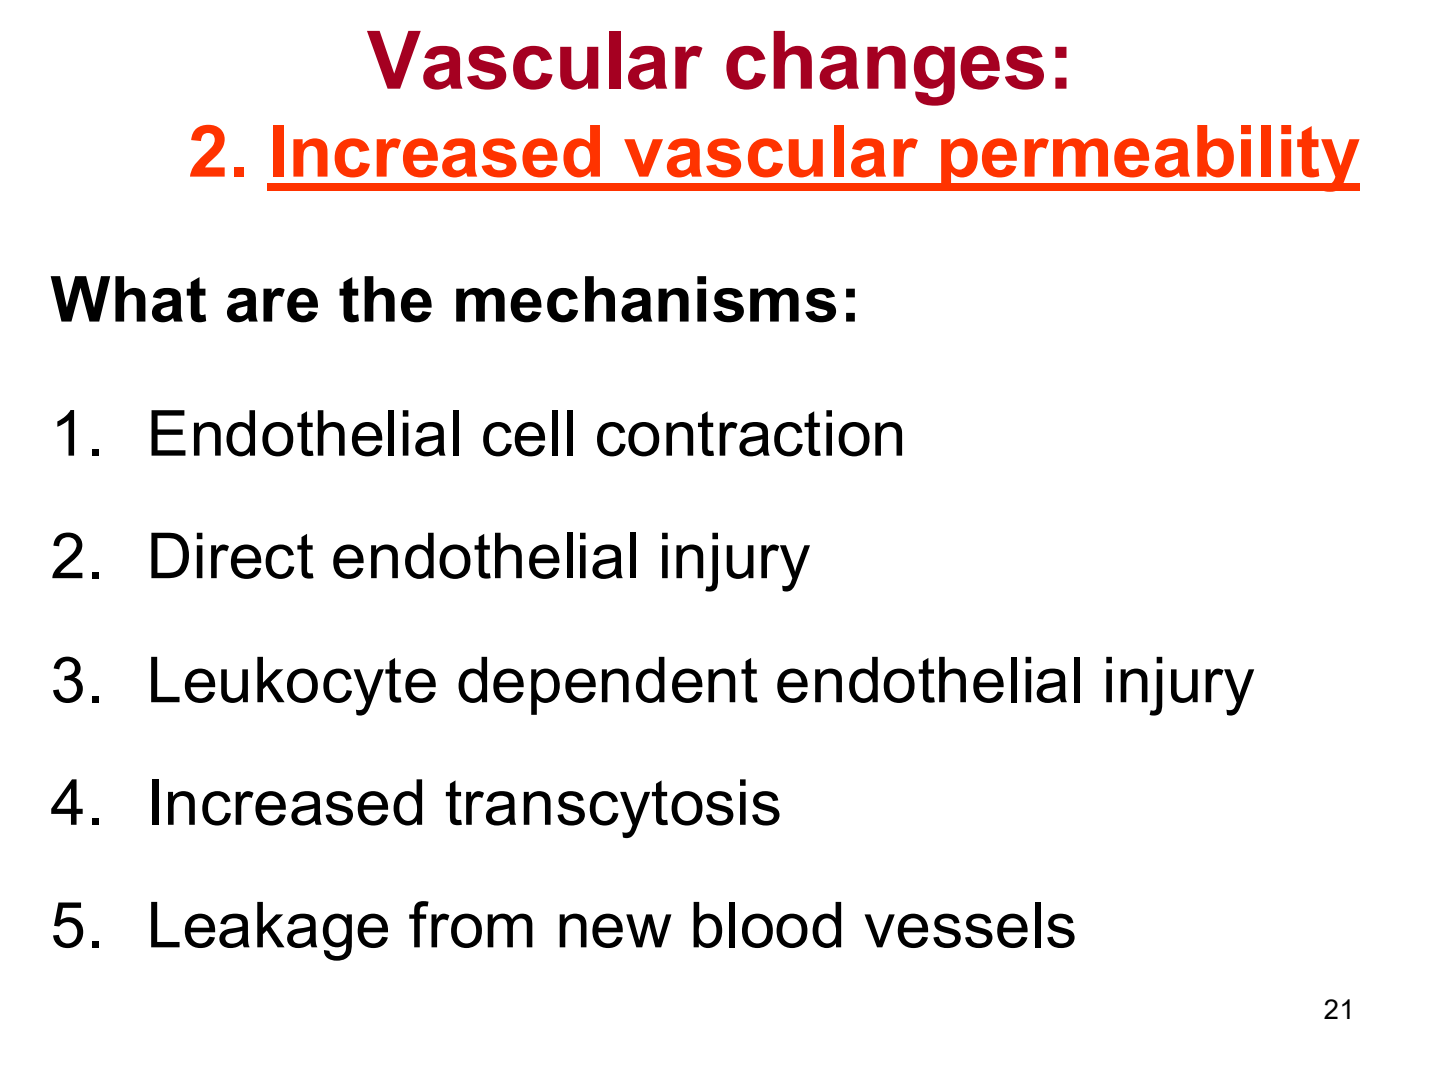 Vascular changes:
2. Increased vascular permeability
What are the mechanisms:
1. Endothelial cell contraction
2. Direct endothelial injury
3. Leukocyte dependent endothelial injury
4. Increased transcytosis
5. Leakage from new blood vessels
21